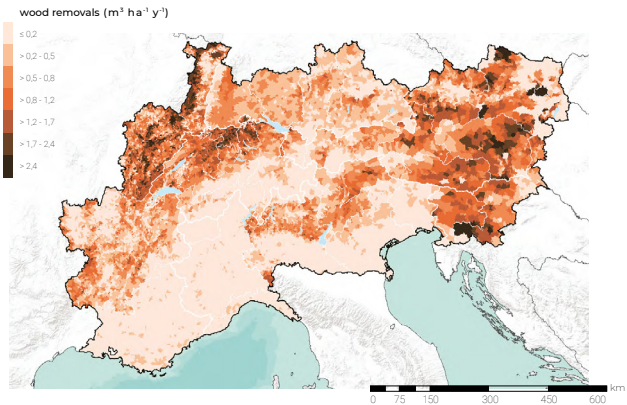 wood removals (m³ ha⁻¹ y⁻¹)
≤ 0,2
> 0,2 - 0,5
> 0,5 - 0,8
> 0,8 - 1,2
> 1,2 - 1,7
> 1,7 - 2,4
> 2,4
km
0 75 150 300 450 600